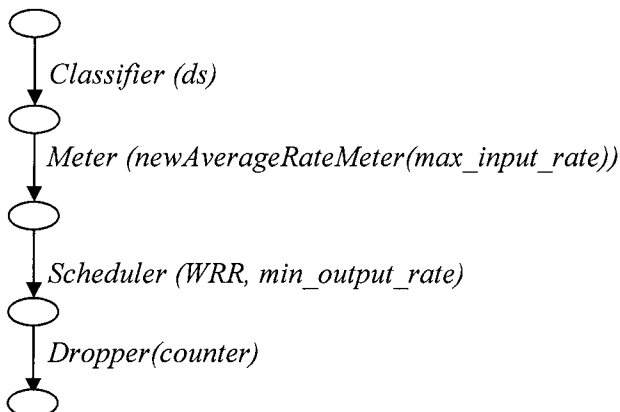 Classifier (ds)
Meter (newAverageRateMeter(max_input_rate))
Scheduler (WRR, min_output_rate)
Dropper(counter)